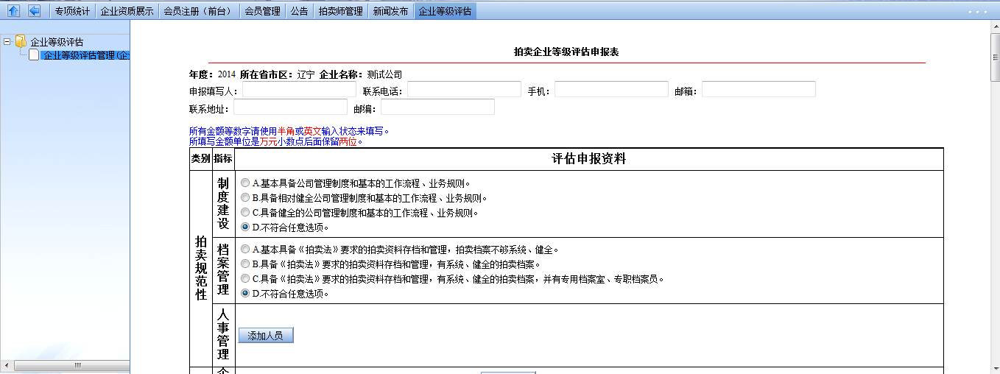 专项统计 企业资质展示 会员注册（前台） 会员管理 公告 拍卖师管理 新闻发布 企业等级评估
企业等级评估
企业等级评估管理(企
拍卖企业等级评估申报表
年度：2014 所在省市区：辽宁 企业名称：测试公司
申报填写人： 联系电话： 手机： 邮箱：
联系地址： 邮编：
所有金额等数字请使用半角或英文输入状态来填写。
所填写金额单位是万元小数点后面保留两位。
类别 指标 评估申报资料
拍卖规范性
制度建设
A.基本具备公司管理制度和基本的工作流程、业务规则。
B.具备相对健全公司管理制度和基本的工作流程、业务规则。
C.具备健全的公司管理制度和基本的工作流程、业务规则。
D.不符合任意选项。
档案管理
A.基本具备《拍卖法》要求的拍卖资料存档和管理，拍卖档案不够系统、健全。
B.具备《拍卖法》要求的拍卖资料存档和管理，有系统、健全的拍卖档案。
C.具备《拍卖法》要求的拍卖资料存档和管理，有系统、健全的拍卖档案，并有专用档案室、专职档案员。
D.不符合任意选项。
人事管理
添加人员
企